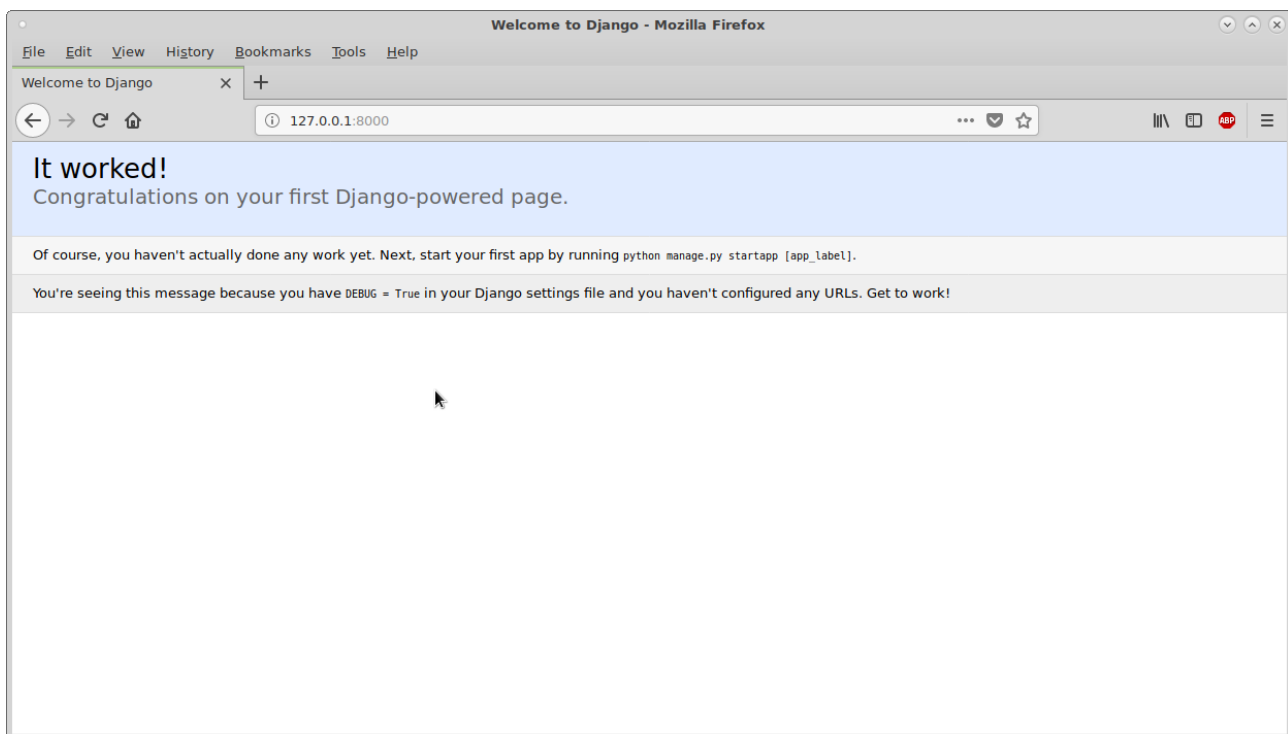 Welcome to Django - Mozilla Firefox
File Edit View History Bookmarks Tools Help
Welcome to Django
127.0.0.1:8000
ABP
It worked!
Congratulations on your first Django-powered page.
Of course, you haven't actually done any work yet. Next, start your first app by running python manage.py startapp [app_label].
You're seeing this message because you have DEBUG = True in your Django settings file and you haven't configured any URLs. Get to work!